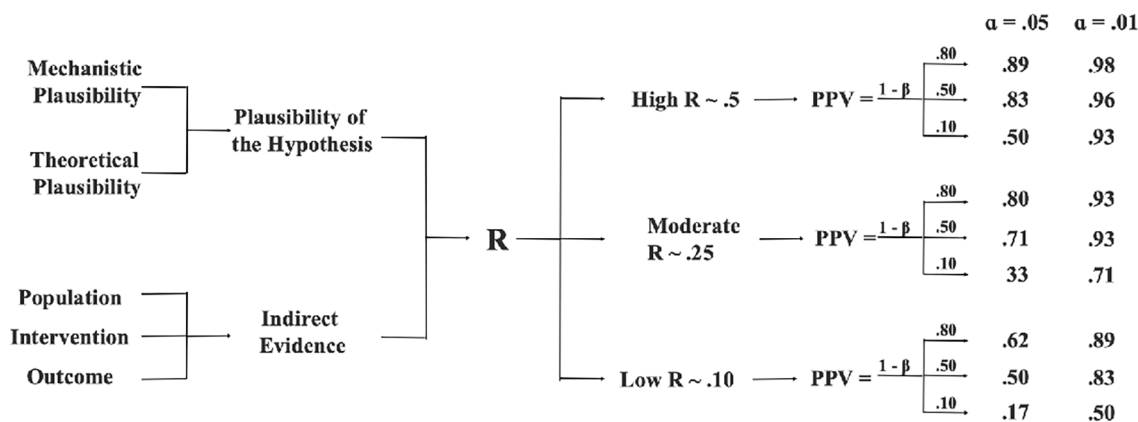 α = .05 α = .01
Mechanistic
Plausibility
Theoretical
Plausibility
Plausibility of
the Hypothesis
Population
Intervention
Outcome
Indirect
Evidence
R
High R ~ .5
PPV =
1 - β
.80 .89 .98
.50 .83 .96
.10 .50 .93
Moderate
R ~ .25
PPV =
1 - β
.80 .80 .93
.50 .71 .93
.10 33 .71
Low R ~ .10
PPV =
1 - β
.80 .62 .89
.50 .50 .83
.10 .17 .50